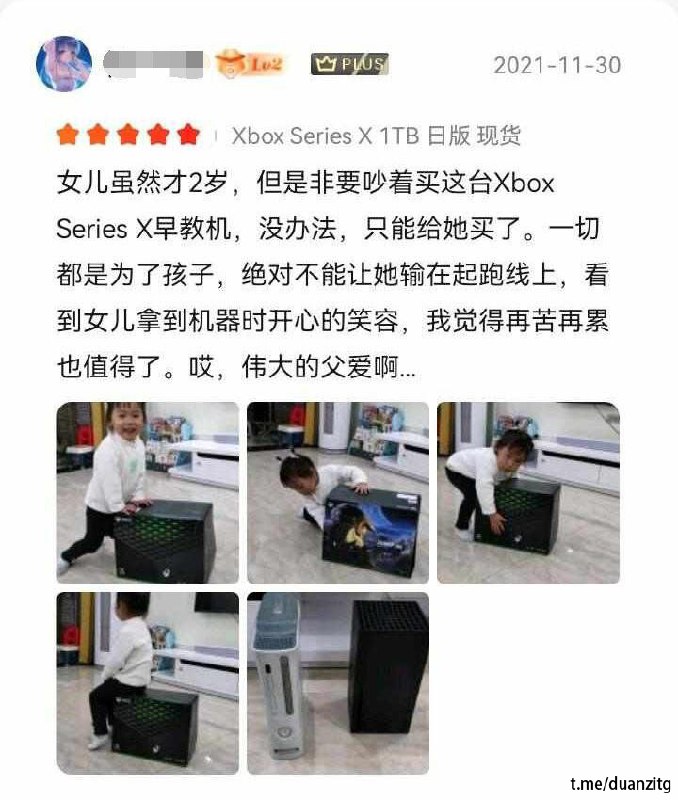 Lv2 PLUS 2021-11-30
Xbox Series X 1TB 日版 现货
女儿虽然才2岁，但是非要吵着买这台Xbox
Series X早教机，没办法，只能给她买了。一切
都是为了孩子，绝对不能让她输在起跑线上，看
到女儿拿到机器时开心的笑容，我觉得再苦再累
也值得了。哎，伟大的父爱啊...
t.me/duanzitg